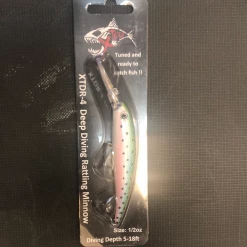 Tuned and
ready to
catch fish !!
XTDR-4 Deep Diving Rattling Minnow
Size: 1/2oz
Diving Depth 5-18ft